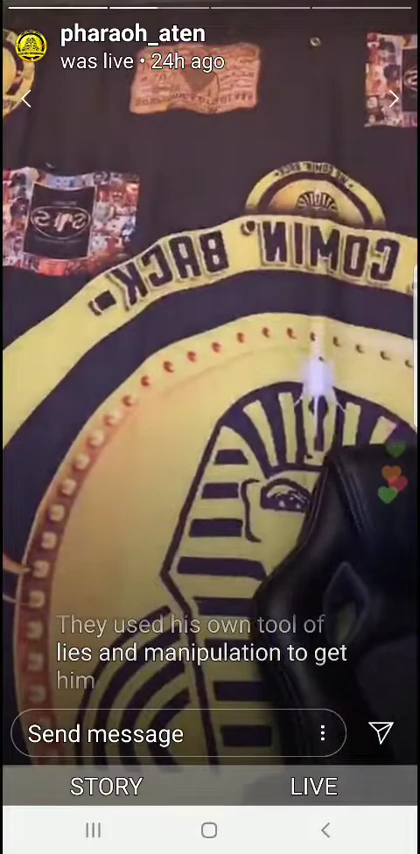 pharaoh_aten
was live • 24h ago
COMIN' BACK"
They used his own tool of
lies and manipulation to get
him
Send message
STORY
LIVE